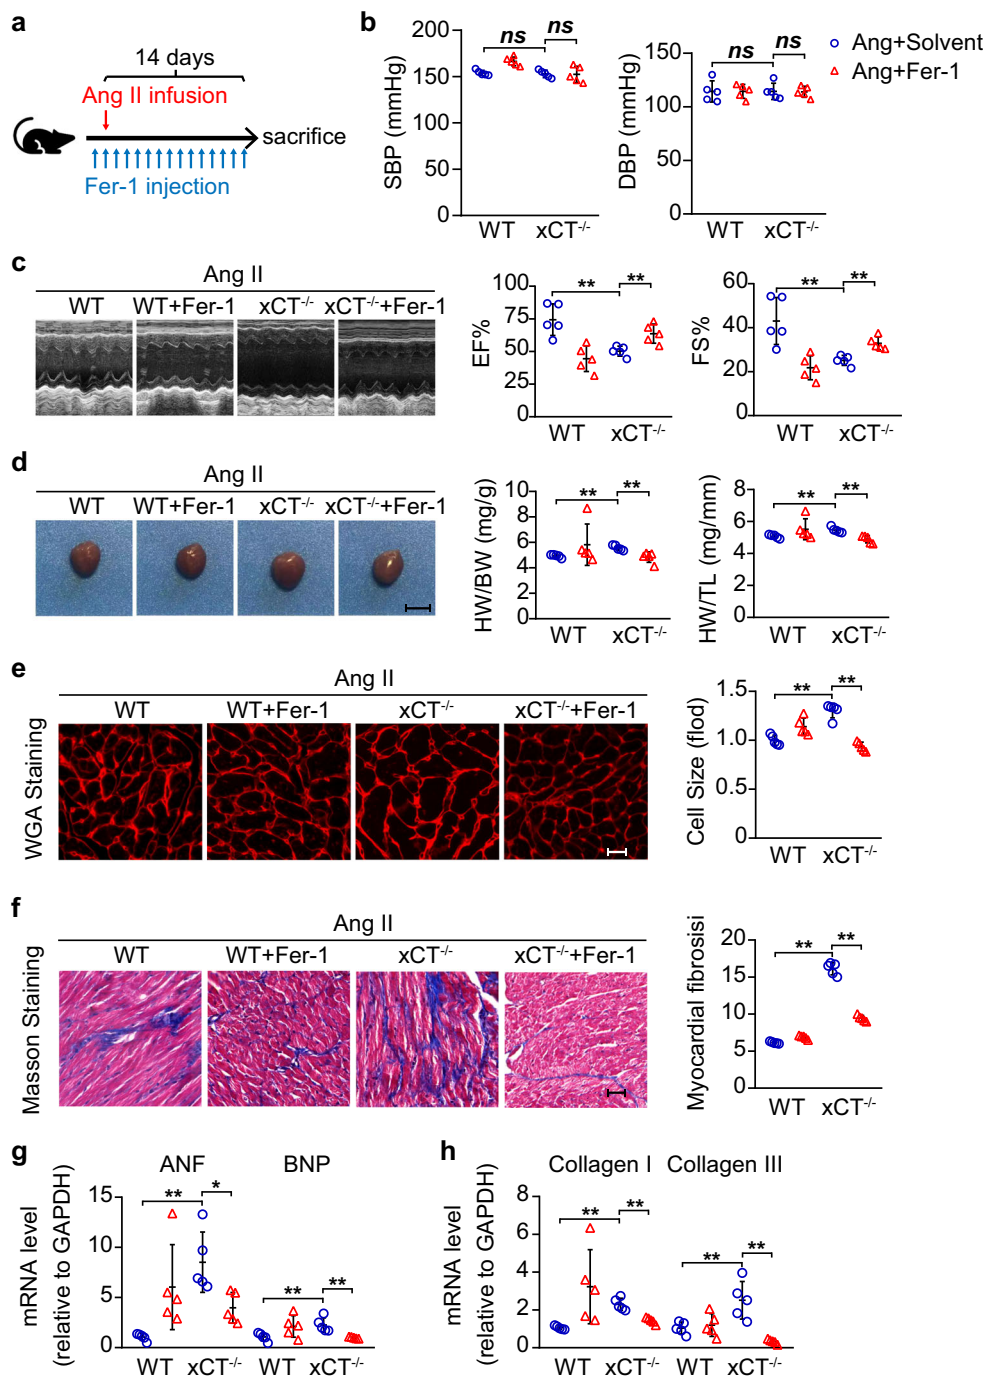 a
14 days
Ang II infusion
sacrifice
Fer-1 injection
b
SBP (mmHg)
200
150
100
50
0
ns ns
WT xCT-/-
DBP (mmHg)
150
100
50
0
ns ns
WT xCT-/-
Ang+Solvent
Ang+Fer-1
c
Ang II
WT WT+Fer-1 xCT-/- xCT-/-+Fer-1
EF%
100
75
50
25
0
** **
WT xCT-/-
FS%
60
40
20
0
** **
WT xCT-/-
d
Ang II
WT WT+Fer-1 xCT-/- xCT-/-+Fer-1
HW/BW (mg/g)
10
8
6
4
2
0
** **
WT xCT-/-
HW/TL (mg/mm)
8
6
4
2
0
** **
WT xCT-/-
e
Ang II
WT WT+Fer-1 xCT-/- xCT-/-+Fer-1
WGA Staining
Cell Size (flod)
1.5
1.0
0.5
0
** **
WT xCT-/-
f
Ang II
WT WT+Fer-1 xCT-/- xCT-/-+Fer-1
Masson Staining
Myocardial fibrosisi
20
15
10
5
0
** **
WT xCT-/-
g
ANF BNP
mRNA level
(relative to GAPDH)
15
10
5
0
** *
** **
WT xCT-/- WT xCT-/-
h
Collagen I Collagen III
mRNA level
(relative to GAPDH)
8
6
4
2
0
** **
** **
WT xCT-/- WT xCT-/-